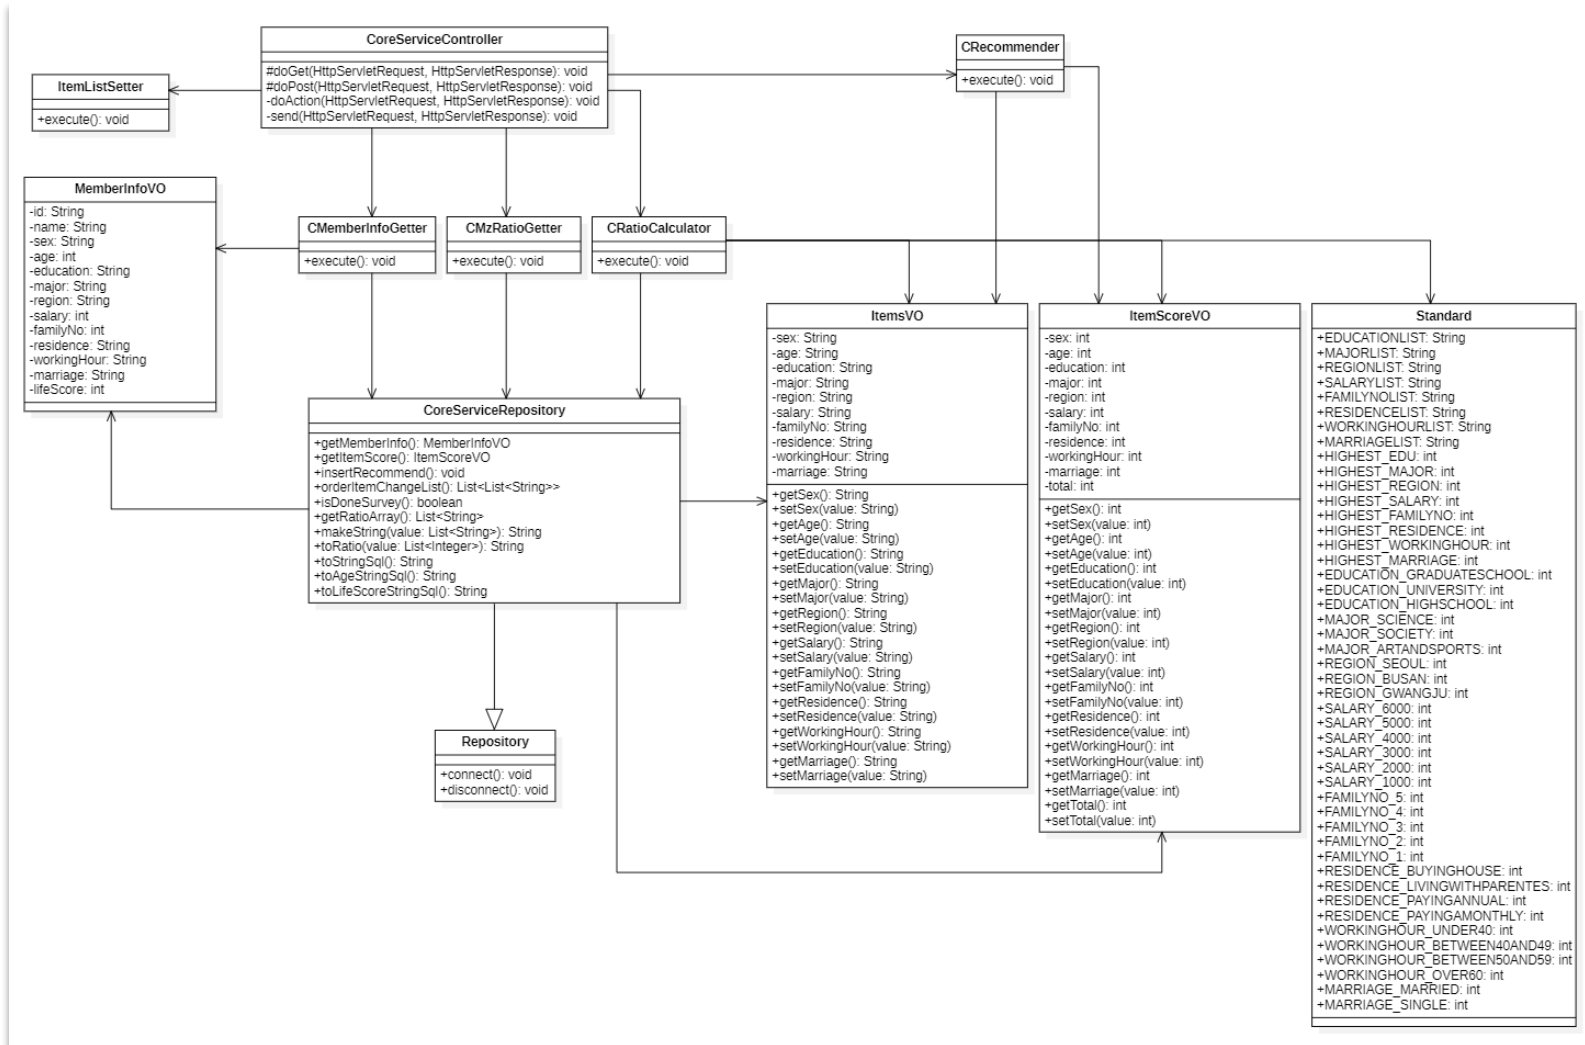 CoreServiceController
#doGet(HttpServletRequest, HttpServletResponse): void
#doPost(HttpServletRequest, HttpServletResponse): void
-doAction(HttpServletRequest, HttpServletResponse): void
-send(HttpServletRequest, HttpServletResponse): void
CRecommender
+execute(): void
ItemListSetter
+execute(): void
MemberInfoVO
-id: String
-name: String
-sex: String
-age: int
-education: String
-major: String
-region: String
-salary: int
-familyNo: int
-residence: String
-workingHour: String
-marriage: String
-lifeScore: int
CMemberInfoGetter
+execute(): void
CMzRatioGetter
+execute(): void
CRatioCalculator
+execute(): void
CoreServiceRepository
+getMemberInfo(): MemberInfoVO
+getItemScore(): ItemScoreVO
+insertRecommend(): void
+orderItemChangeList(): List<List<String>>
+isDoneSurvey(): boolean
+getRatioArray(): List<String>
+makeString(value: List<String>): String
+toRatio(value: List<Integer>): String
+toStringSql(): String
+toAgeStringSql(): String
+toLifeScoreStringSql(): String
Repository
+connect(): void
+disconnect(): void
ItemsVO
-sex: String
-age: String
-education: String
-major: String
-region: String
-salary: String
-familyNo: String
-residence: String
-workingHour: String
-marriage: String
+getSex(): String
+setSex(value: String)
+getAge(): String
+setAge(value: String)
+getEducation(): String
+setEducation(value: String)
+getMajor(): String
+setMajor(value: String)
+getRegion(): String
+setRegion(value: String)
+getSalary(): String
+setSalary(value: String)
+getFamilyNo(): String
+setFamilyNo(value: String)
+getResidence(): String
+setResidence(value: String)
+getWorkingHour(): String
+setWorkingHour(value: String)
+getMarriage(): String
+setMarriage(value: String)
ItemScoreVO
-sex: int
-age: int
-education: int
-major: int
-region: int
-salary: int
-familyNo: int
-residence: int
-workingHour: int
-marriage: int
-total: int
+getSex(): int
+setSex(value: int)
+getAge(): int
+setAge(value: int)
+getEducation(): int
+setEducation(value: int)
+getMajor(): int
+setMajor(value: int)
+getRegion(): int
+setRegion(value: int)
+getSalary(): int
+setSalary(value: int)
+getFamilyNo(): int
+setFamilyNo(value: int)
+getResidence(): int
+setResidence(value: int)
+getWorkingHour(): int
+setWorkingHour(value: int)
+getMarriage(): int
+setMarriage(value: int)
+getTotal(): int
+setTotal(value: int)
Standard
+EDUCATIONLIST: String
+MAJORLIST: String
+REGIONLIST: String
+SALARYLIST: String
+FAMILYNOLIST: String
+RESIDENCELIST: String
+WORKINGHOURLIST: String
+MARRIAGELIST: String
+HIGHEST_EDU: int
+HIGHEST_MAJOR: int
+HIGHEST_REGION: int
+HIGHEST_SALARY: int
+HIGHEST_FAMILYNO: int
+HIGHEST_RESIDENCE: int
+HIGHEST_WORKINGHOUR: int
+HIGHEST_MARRIAGE: int
+EDUCATION_GRADUATESCHOOL: int
+EDUCATION_UNIVERSITY: int
+EDUCATION_HIGHSCHOOL: int
+MAJOR_SCIENCE: int
+MAJOR_SOCIETY: int
+MAJOR_ARTANDSPORTS: int
+REGION_SEOUL: int
+REGION_BUSAN: int
+REGION_GWANGJU: int
+SALARY_6000: int
+SALARY_5000: int
+SALARY_4000: int
+SALARY_3000: int
+SALARY_2000: int
+SALARY_1000: int
+FAMILYNO_5: int
+FAMILYNO_4: int
+FAMILYNO_3: int
+FAMILYNO_2: int
+FAMILYNO_1: int
+RESIDENCE_BUYINGHOUSE: int
+RESIDENCE_LIVINGWITHPARENTES: int
+RESIDENCE_PAYINGANNUAL: int
+RESIDENCE_PAYINGAMONTHLY: int
+WORKINGHOUR_UNDER40: int
+WORKINGHOUR_BETWEEN40AND49: int
+WORKINGHOUR_BETWEEN50AND59: int
+WORKINGHOUR_OVER60: int
+MARRIAGE_MARRIED: int
+MARRIAGE_SINGLE: int